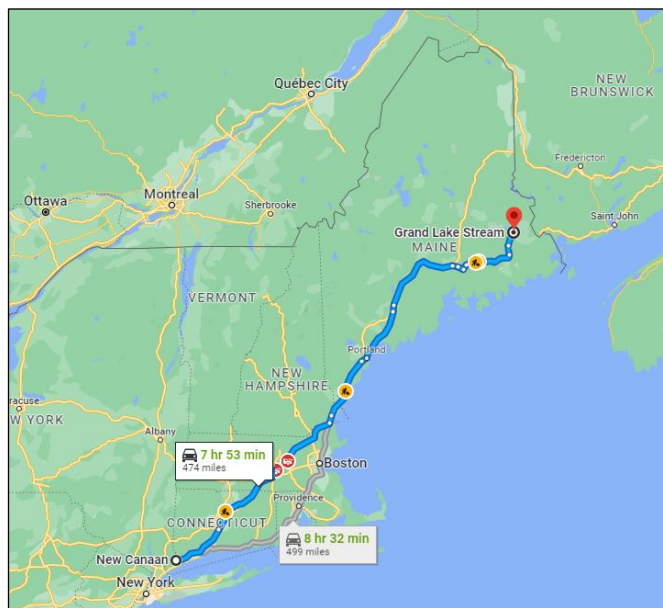 Québec City
NEW
BRUNSWICK
Fredericton
Ottawa
Montreal
Sherbrooke
Saint John
Grand Lake Stream
MAINE
VERMONT
Portland
NEW
HAMPSHIRE
racuse
W YORK
Albany
7 hr 53 min
474 miles
Boston
Providence
CONNECTICUT
8 hr 32 min
499 miles
New Canaan
New York